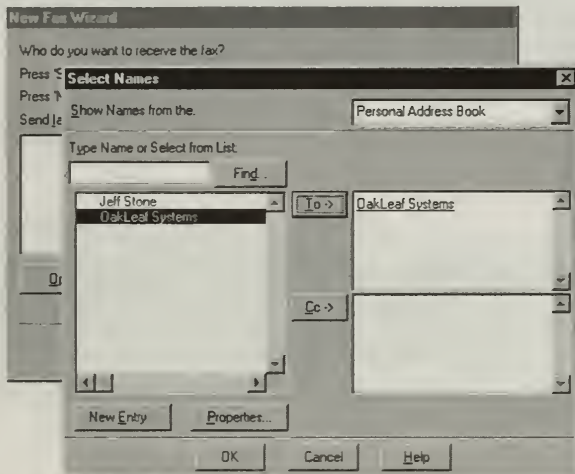 New Fax Wizard
Who do you want to receive the fax?
Press
Press
Send
Select Names
Show Names from the:
Personal Address Book
Type Name or Select from List:
Find...
Jeff Stone
OakLeaf Systems
To ->
OakLeaf Systems
Cc ->
New Entry
Properties...
OK
Cancel
Help